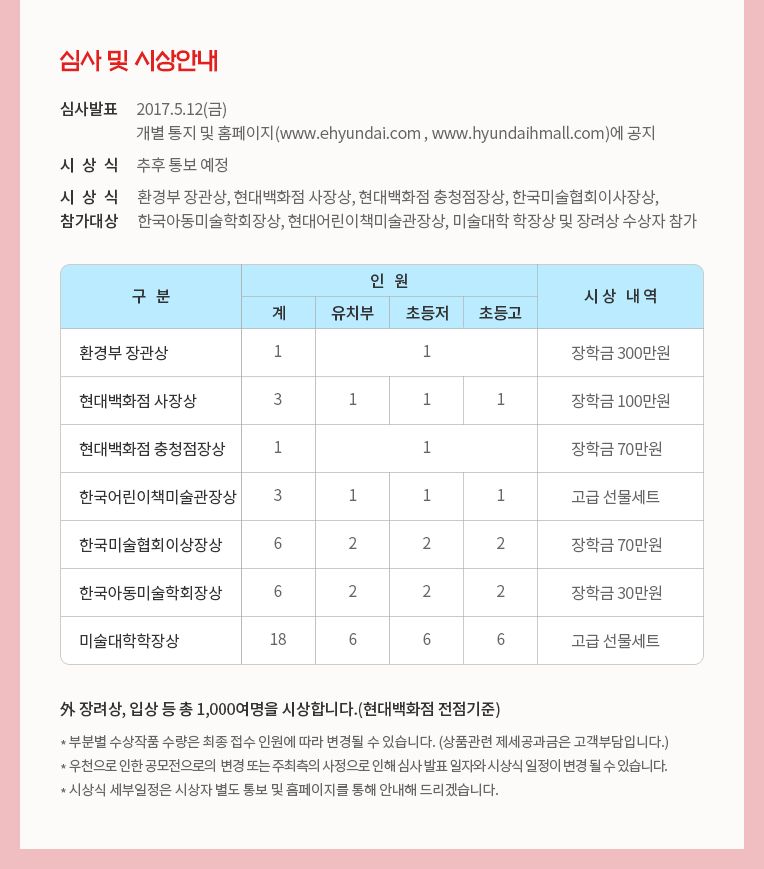 심사 및 시상안내
심사발표 2017.5.12(금)
개별 통지 및 홈페이지(www.ehyundai.com , www.hyundaihmall.com)에 공지
시 상 식 추후 통보 예정
시 상 식 환경부 장관상, 현대백화점 사장상, 현대백화점 충청점장상, 한국미술협회이사장상,
참가대상 한국아동미술학회장상, 현대어린이책미술관장상, 미술대학 학장상 및 장려상 수상자 참가
구 분 인 원 시상 내역
계 유치부 초등저 초등고
환경부 장관상 1 1 장학금 300만원
현대백화점 사장상 3 1 1 1 장학금 100만원
현대백화점 충청점장상 1 1 장학금 70만원
한국어린이책미술관장상 3 1 1 1 고급 선물세트
한국미술협회이상장상 6 2 2 2 장학금 70만원
한국아동미술학회장상 6 2 2 2 장학금 30만원
미술대학학장상 18 6 6 6 고급 선물세트
外 장려상, 입상 등 총 1,000여명을 시상합니다.(현대백화점 전점기준)
* 부분별 수상작품 수량은 최종 접수 인원에 따라 변경될 수 있습니다. (상품관련 제세공과금은 고객부담입니다.)
* 우천으로 인한 공모전으로의 변경 또는 주최측의 사정으로 인해 심사 발표 일자와 시상식 일정이 변경 될 수 있습니다.
* 시상식 세부일정은 시상자 별도 통보 및 홈페이지를 통해 안내해 드리겠습니다.